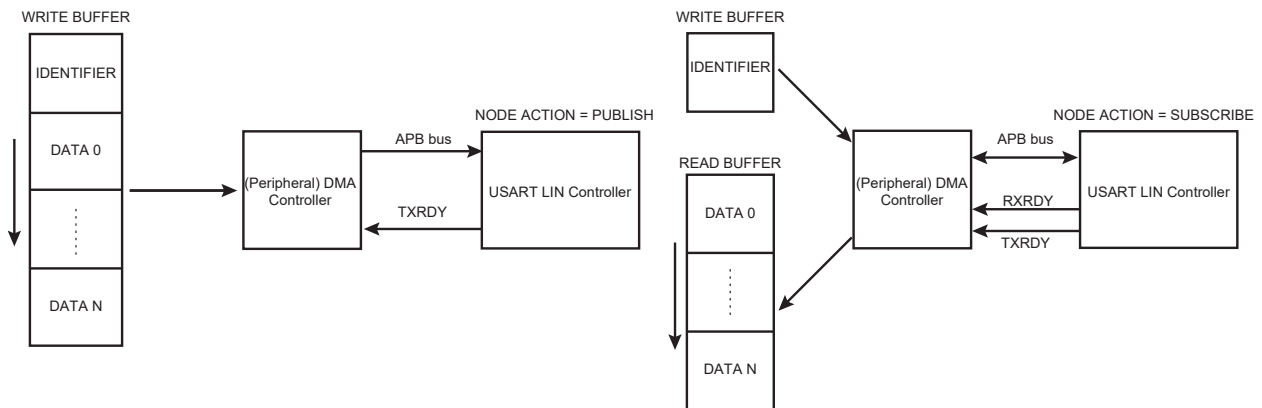 WRITE BUFFER
IDENTIFIER
DATA 0
DATA N
(Peripheral) DMA
Controller
APB bus
TXRDY
NODE ACTION = PUBLISH
USART LIN Controller
WRITE BUFFER
IDENTIFIER
READ BUFFER
DATA 0
DATA N
(Peripheral) DMA
Controller
NODE ACTION = SUBSCRIBE
APB bus
RXRDY
TXRDY
USART LIN Controller